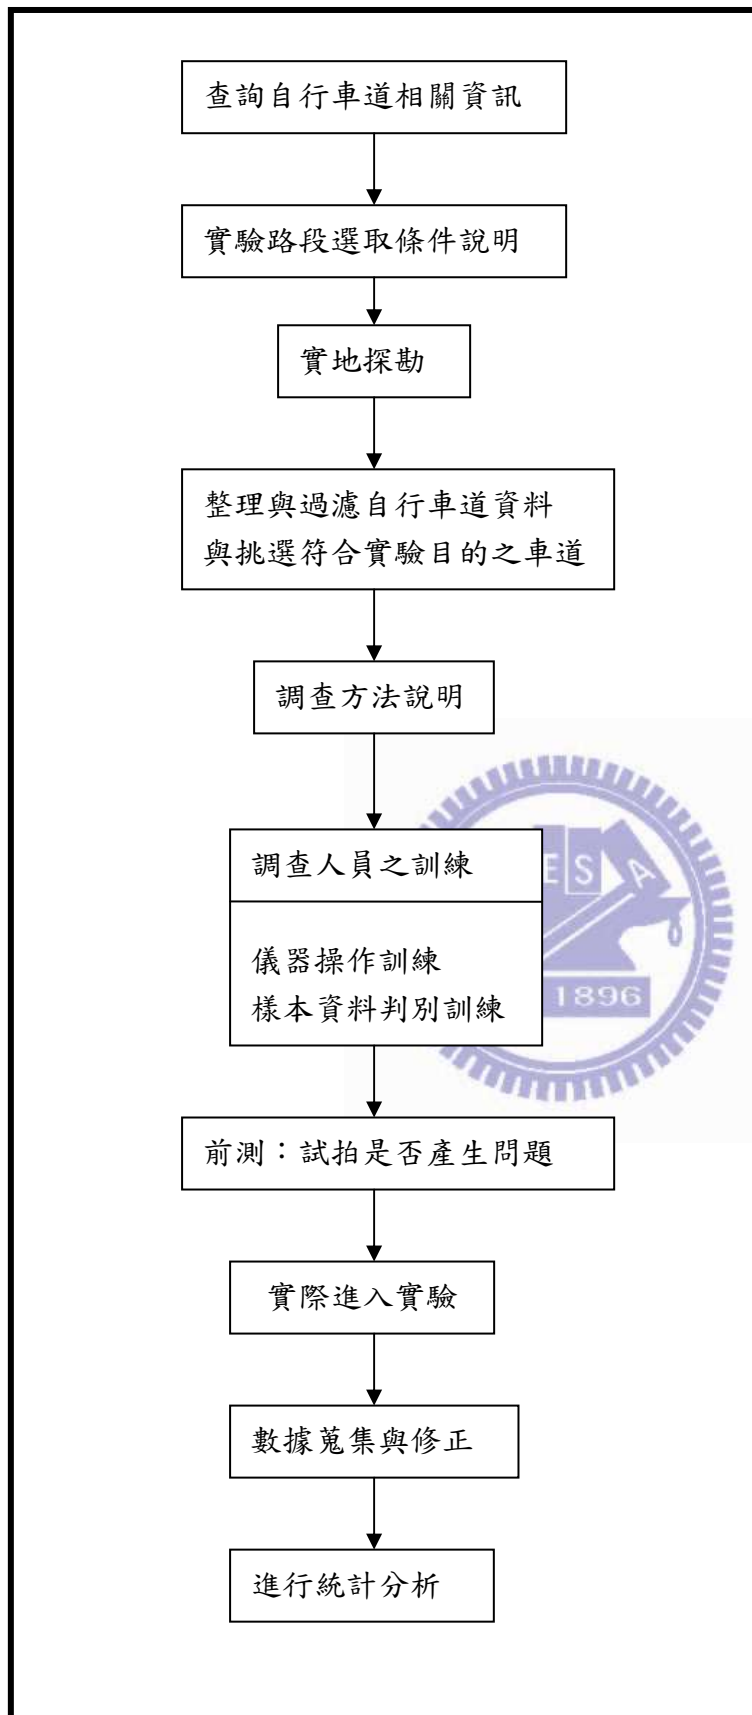 查詢自行車道相關資訊
實驗路段選取條件說明
實地探勘
整理與過濾自行車道資料
與挑選符合實驗目的之車道
調查方法說明
調查人員之訓練
儀器操作訓練
樣本資料判別訓練
E S A
1896
前測：試拍是否產生問題
實際進入實驗
數據蒐集與修正
進行統計分析